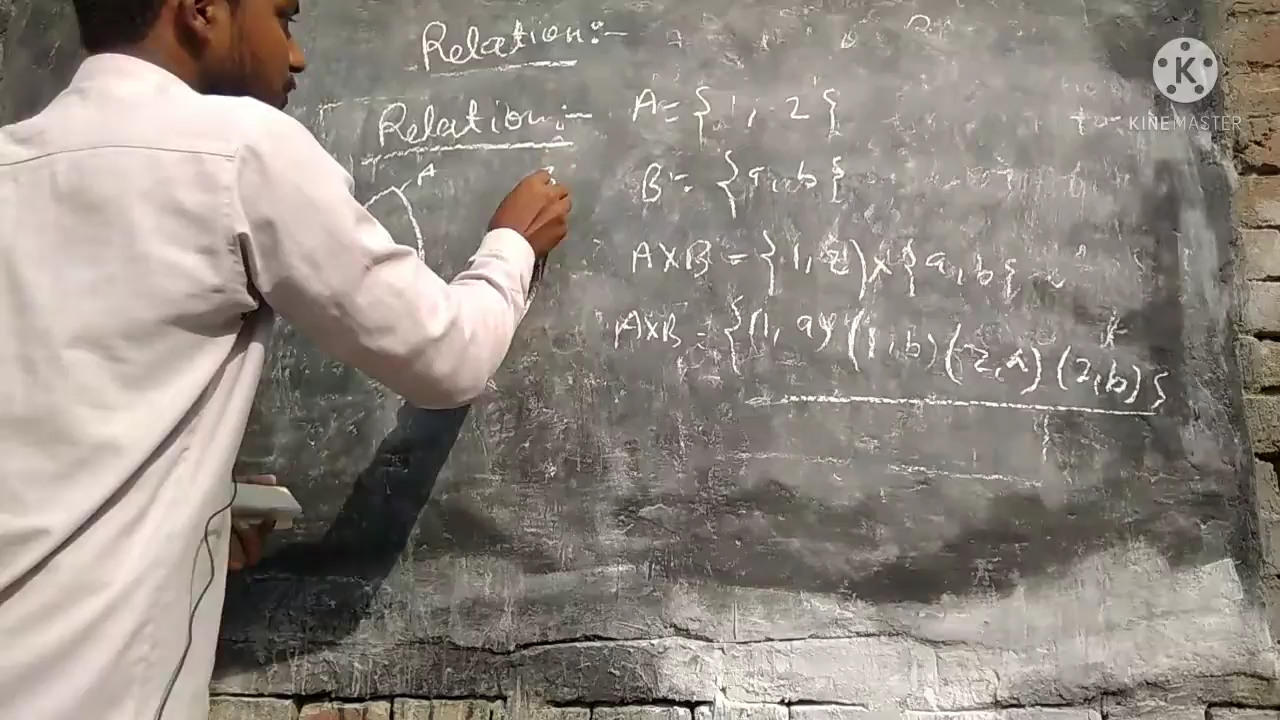 Relation:-
Relation:-
A
A = {1, 2}
B = {a, b}
A×B = {1, 2) × {a, b}
A×B = {(1, a) (1, b) (2, a) (2, b)}
K
KINEMASTER